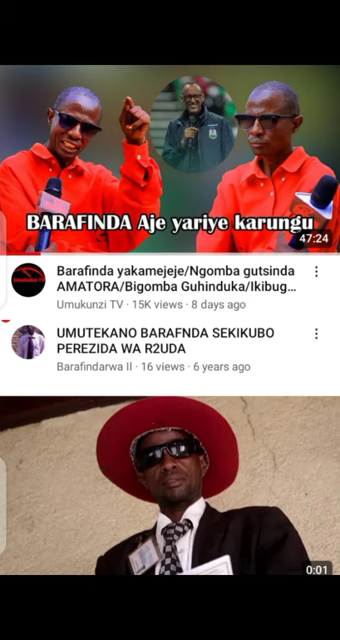 BARAFINDA Aje yariye karungu
47:24
Barafinda yakamejeje/Ngomba gutsinda
AMATORA/Bigomba Guhinduka/Ikibug...
Umukunzi TV · 15K views · 8 days ago
UMUTEKANO BARAFNDA SEKIKUBO
PEREZIDA WA R2UDA
Barafindarwa II · 16 views · 6 years ago
0:01